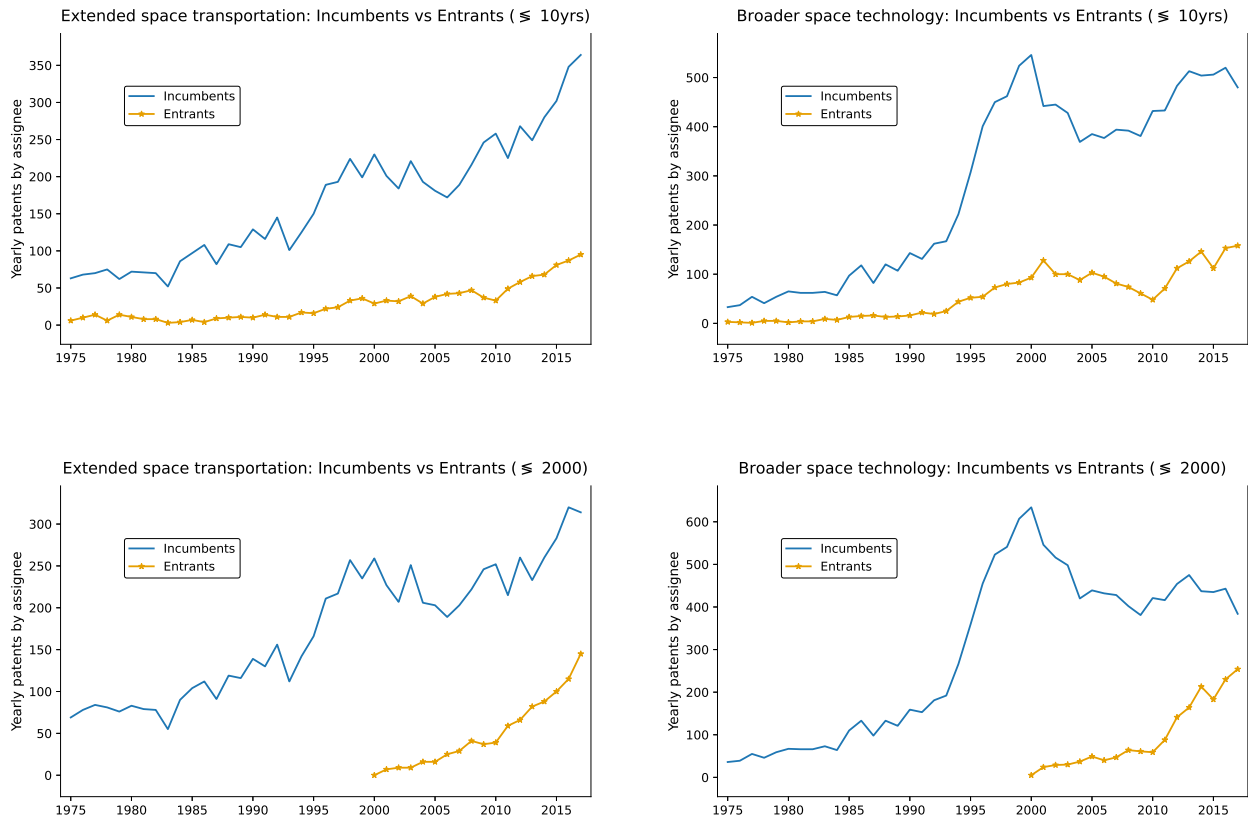 Extended space transportation: Incumbents vs Entrants (≶ 10yrs)
Yearly patents by assignee
350
300
250
200
150
100
50
0
Incumbents
Entrants
1975 1980 1985 1990 1995 2000 2005 2010 2015
Broader space technology: Incumbents vs Entrants (≶ 10yrs)
Yearly patents by assignee
500
400
300
200
100
0
Incumbents
Entrants
1975 1980 1985 1990 1995 2000 2005 2010 2015
Extended space transportation: Incumbents vs Entrants (≶ 2000)
Yearly patents by assignee
300
250
200
150
100
50
0
Incumbents
Entrants
1975 1980 1985 1990 1995 2000 2005 2010 2015
Broader space technology: Incumbents vs Entrants (≶ 2000)
Yearly patents by assignee
600
500
400
300
200
100
0
Incumbents
Entrants
1975 1980 1985 1990 1995 2000 2005 2010 2015